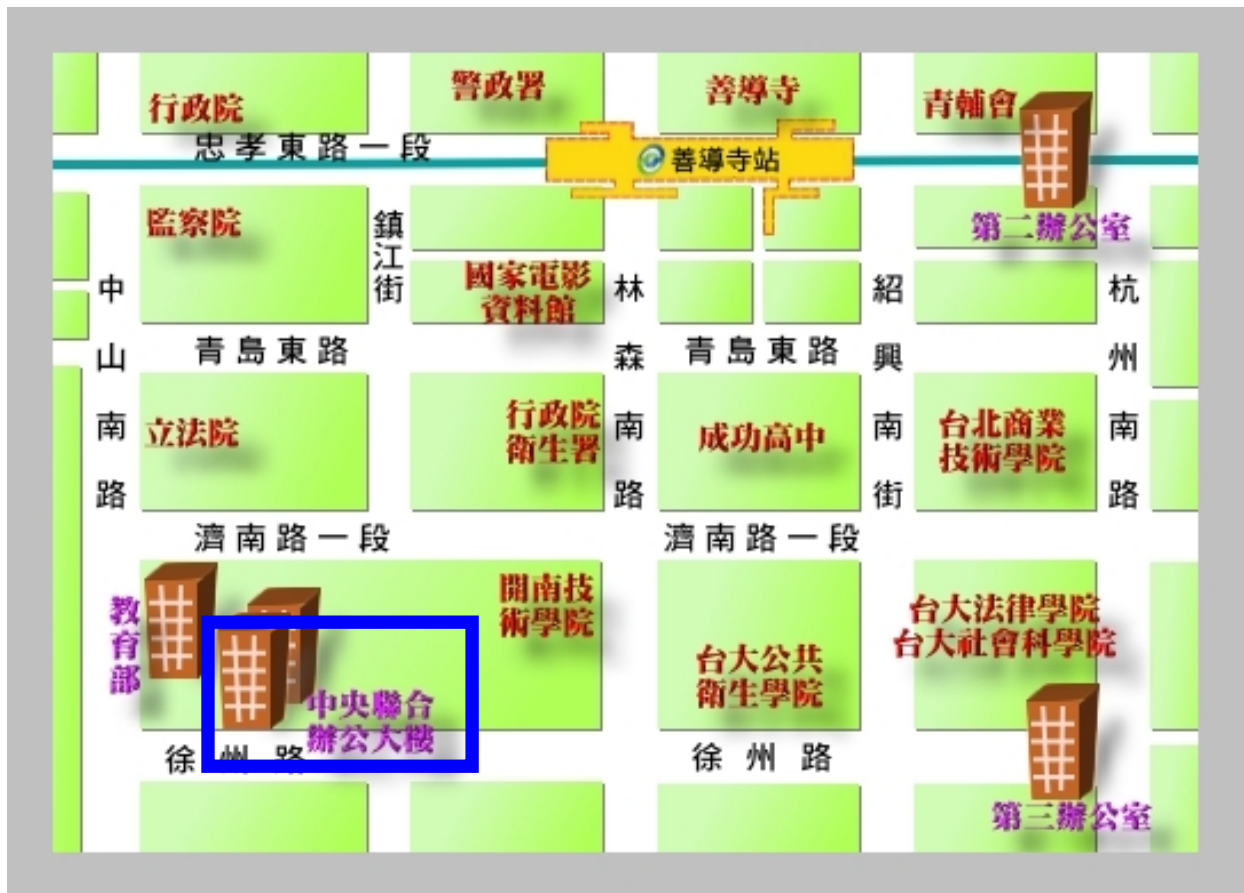 行政院
警政署
善導寺
青輔會
忠孝東路一段
善導寺站
監察院
鎮江街
第二辦公室
國家電影
資料館
中山南路
林森南路
紹興南街
杭州南路
青島東路
青島東路
立法院
行政院
衛生署
成功高中
台北商業
技術學院
濟南路一段
濟南路一段
教育部
開南技
術學院
台大公共
衛生學院
台大法律學院
台大社會科學院
中央聯合
辦公大樓
徐州路
徐州路
第三辦公室